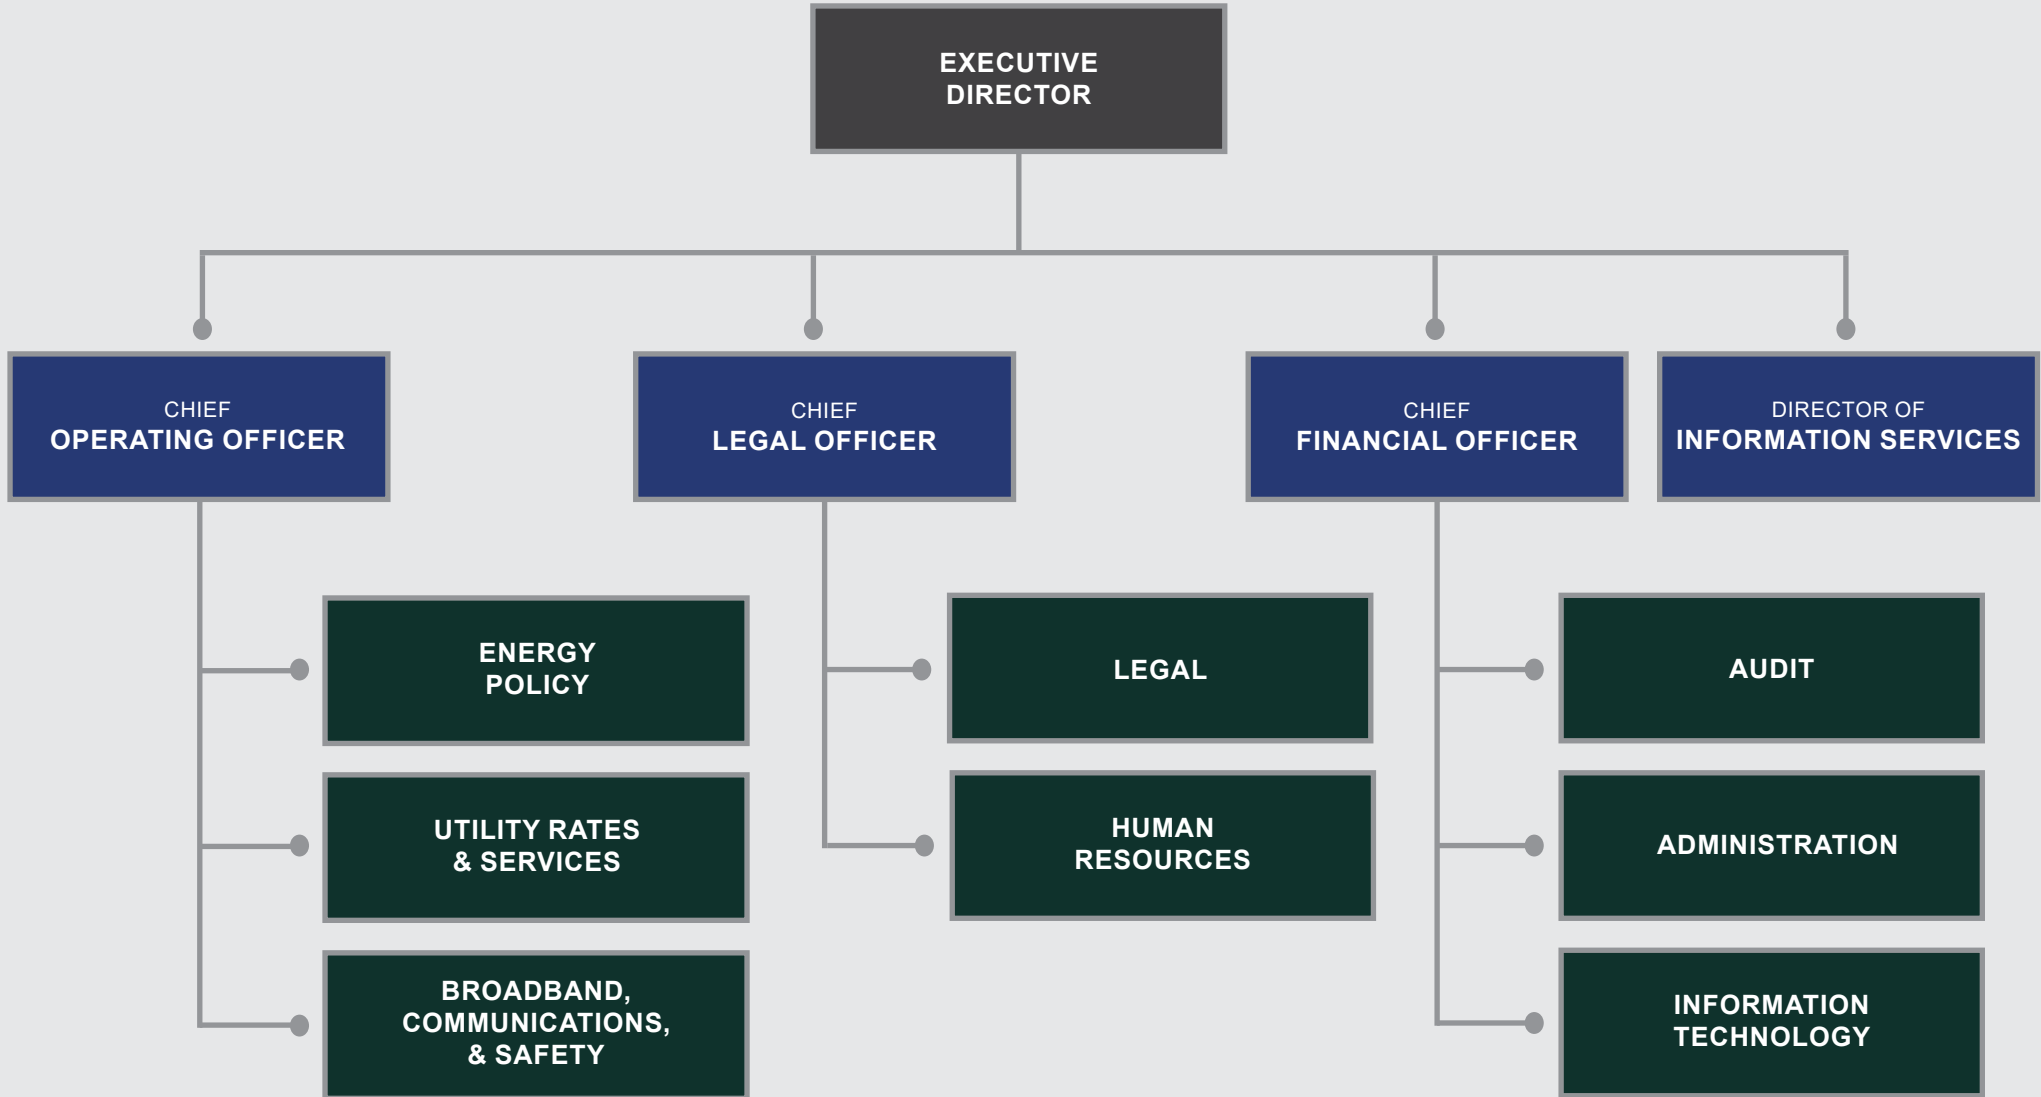 EXECUTIVE
DIRECTOR
CHIEF
OPERATING OFFICER
CHIEF
LEGAL OFFICER
CHIEF
FINANCIAL OFFICER
DIRECTOR OF
INFORMATION SERVICES
ENERGY
POLICY
UTILITY RATES
& SERVICES
BROADBAND,
COMMUNICATIONS,
& SAFETY
LEGAL
HUMAN
RESOURCES
AUDIT
ADMINISTRATION
INFORMATION
TECHNOLOGY